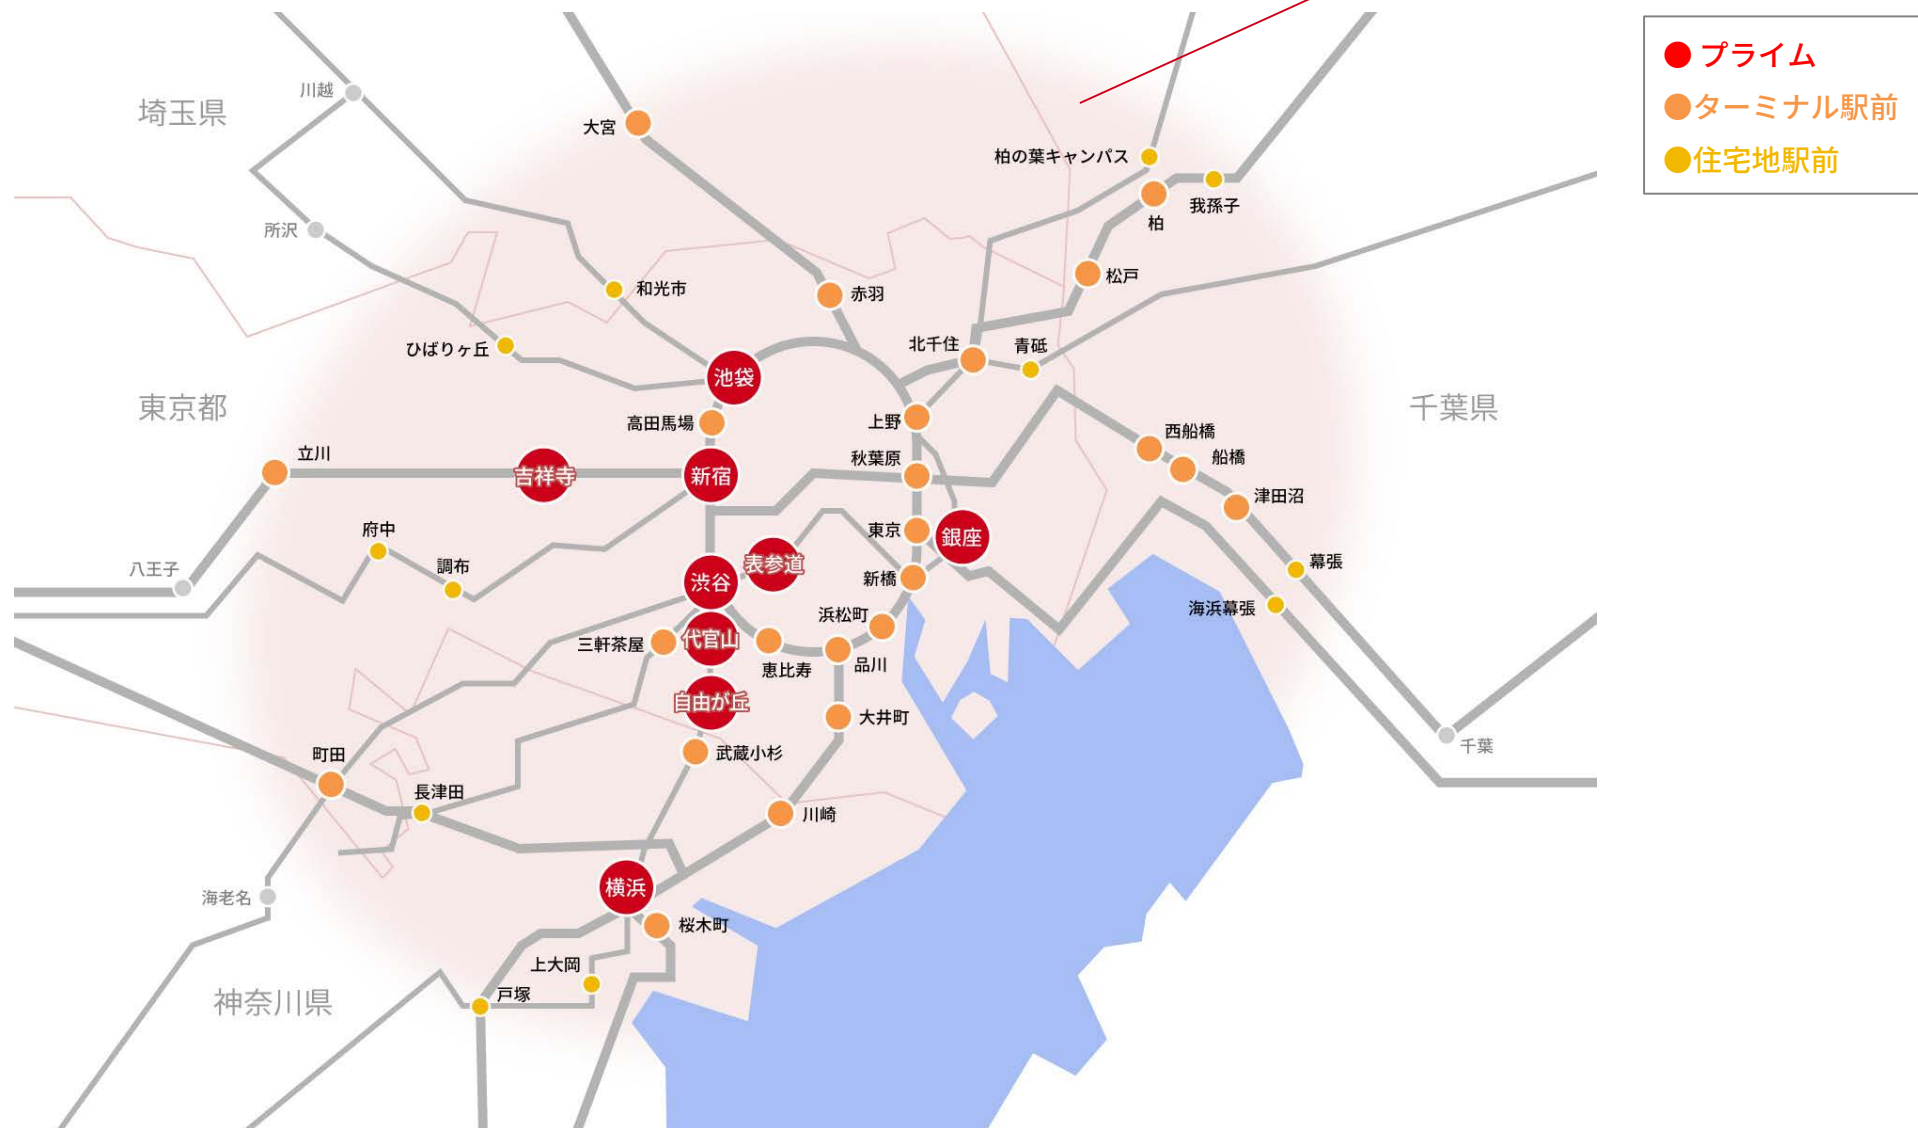 プライム
ターミナル駅前
住宅地駅前
川越
埼玉県
大宮
柏の葉キャンパス
我孫子
柏
所沢
松戸
和光市
赤羽
ひばりヶ丘
北千住
青砥
池袋
東京都
千葉県
高田馬場
上野
西船橋
船橋
立川
吉祥寺
新宿
秋葉原
津田沼
府中
東京
銀座
八王子
調布
表参道
渋谷
新橋
幕張
海浜幕張
浜松町
三軒茶屋
代官山
恵比寿
品川
自由が丘
大井町
町田
武蔵小杉
千葉
長津田
川崎
海老名
横浜
桜木町
上大岡
戸塚
神奈川県